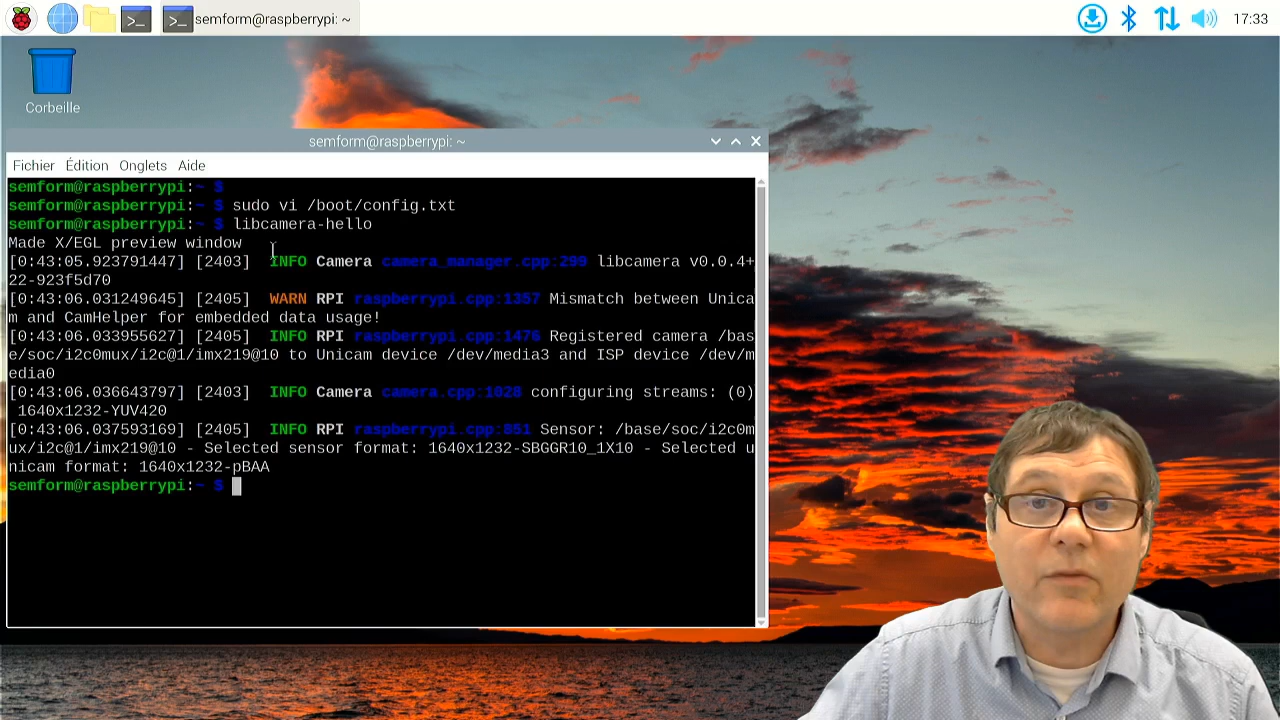 semform@raspberrypi: ~
17:33
Corbeille
semform@raspberrypi: ~
Fichier Édition Onglets Aide
semform@raspberrypi:~ $
semform@raspberrypi:~ $ sudo vi /boot/config.txt
semform@raspberrypi:~ $ libcamera-hello
Made X/EGL preview window
[0:43:05.923791447] [2403]  INFO Camera camera_manager.cpp:299 libcamera v0.0.4+
22-923f5d70
[0:43:06.031249645] [2405]  WARN RPI raspberrypi.cpp:1357 Mismatch between Unica
m and CamHelper for embedded data usage!
[0:43:06.033955627] [2405]  INFO RPI raspberrypi.cpp:1476 Registered camera /bas
e/soc/i2c0mux/i2c@1/imx219@10 to Unicam device /dev/media3 and ISP device /dev/m
edia0
[0:43:06.036643797] [2403]  INFO Camera camera.cpp:1028 configuring streams: (0)
 1640x1232-YUV420
[0:43:06.037593169] [2405]  INFO RPI raspberrypi.cpp:851 Sensor: /base/soc/i2c0m
ux/i2c@1/imx219@10 - Selected sensor format: 1640x1232-SBGGR10_1X10 - Selected u
nicam format: 1640x1232-pBAA
semform@raspberrypi:~ $